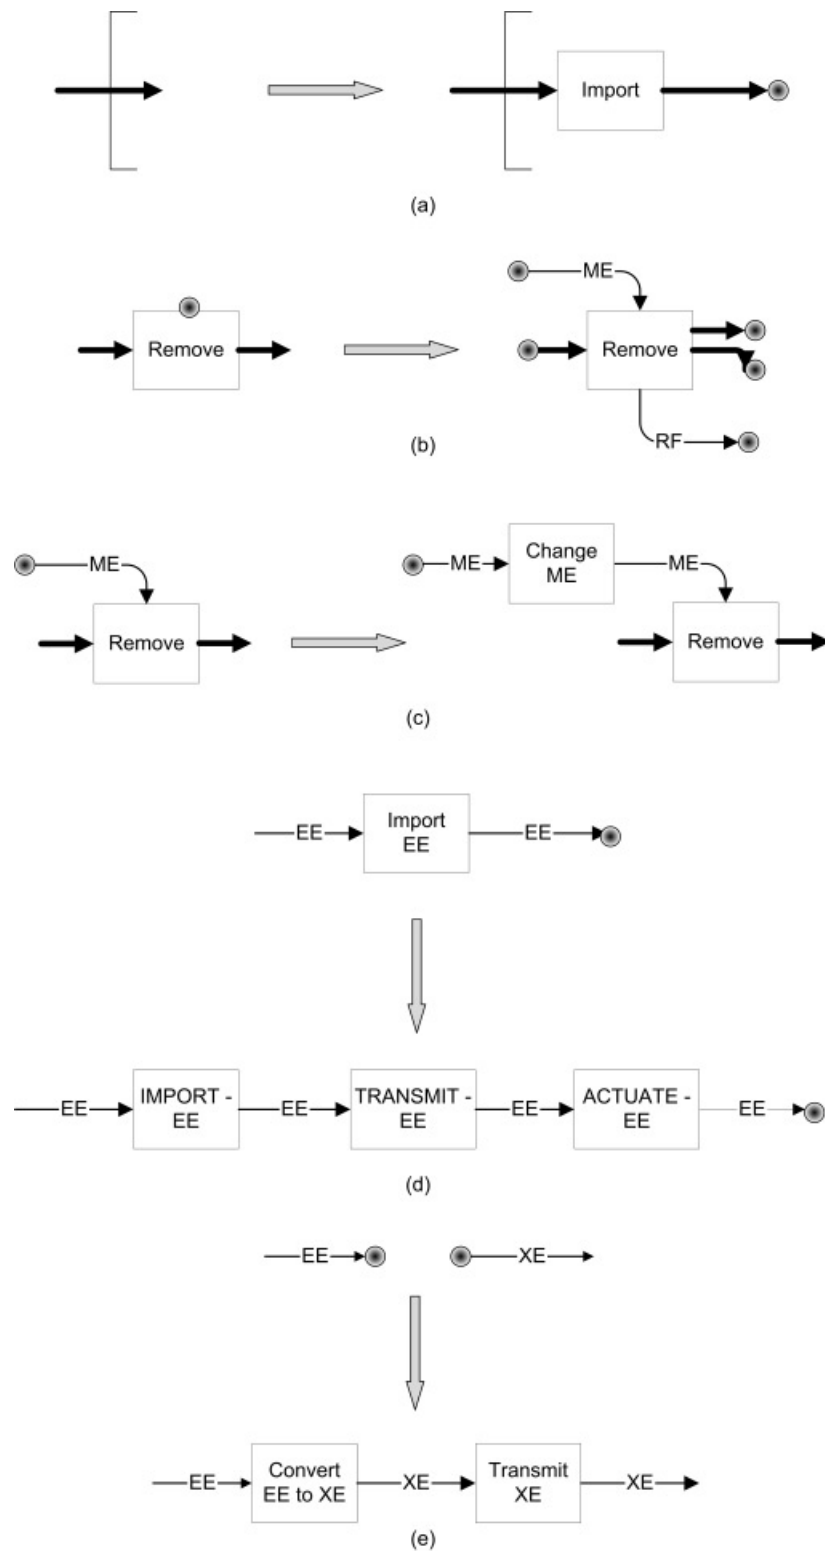 Import
(a)
ME
Remove
Remove
RF
(b)
ME
Remove
ME
Change
ME
ME
Remove
(c)
EE
Import
EE
EE
EE
IMPORT -
EE
EE
TRANSMIT -
EE
EE
ACTUATE -
EE
EE
(d)
EE
XE
EE
Convert
EE to XE
XE
Transmit
XE
XE
(e)